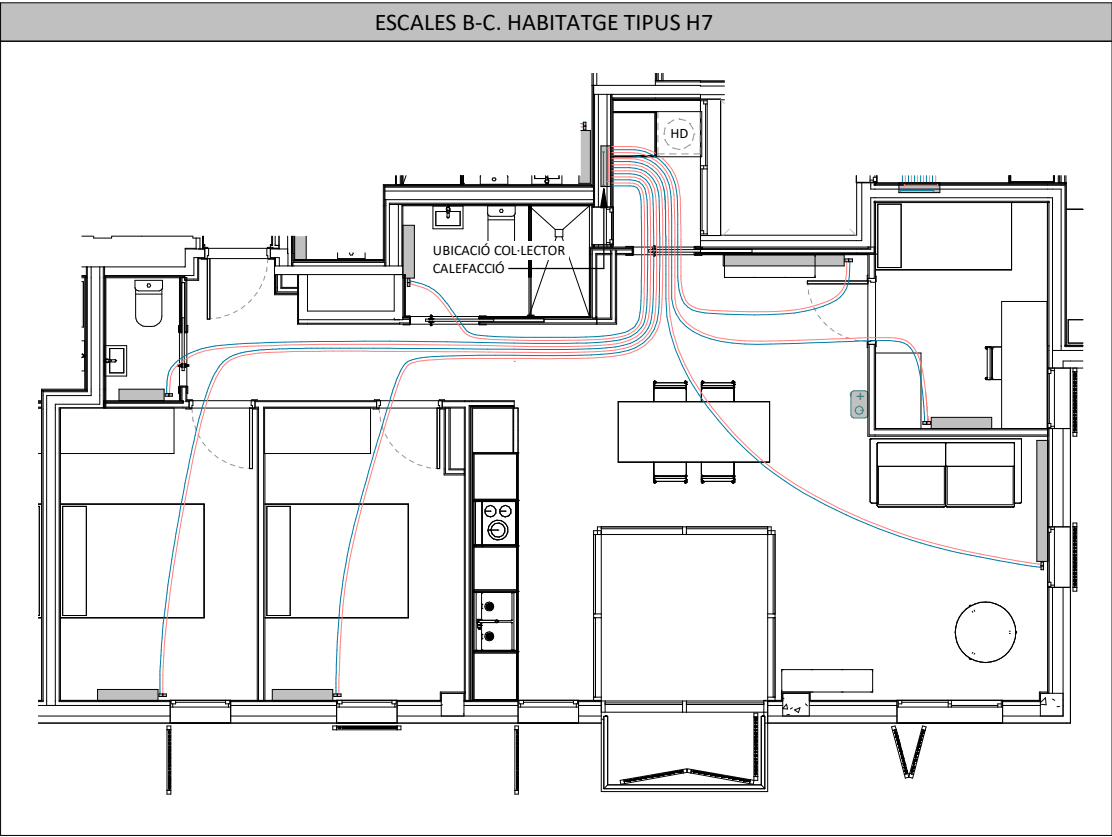 ESCALES B-C. HABITATGE TIPUS H7
HD
UBICACIÓ COL·LECTOR
CALEFACCIÓ